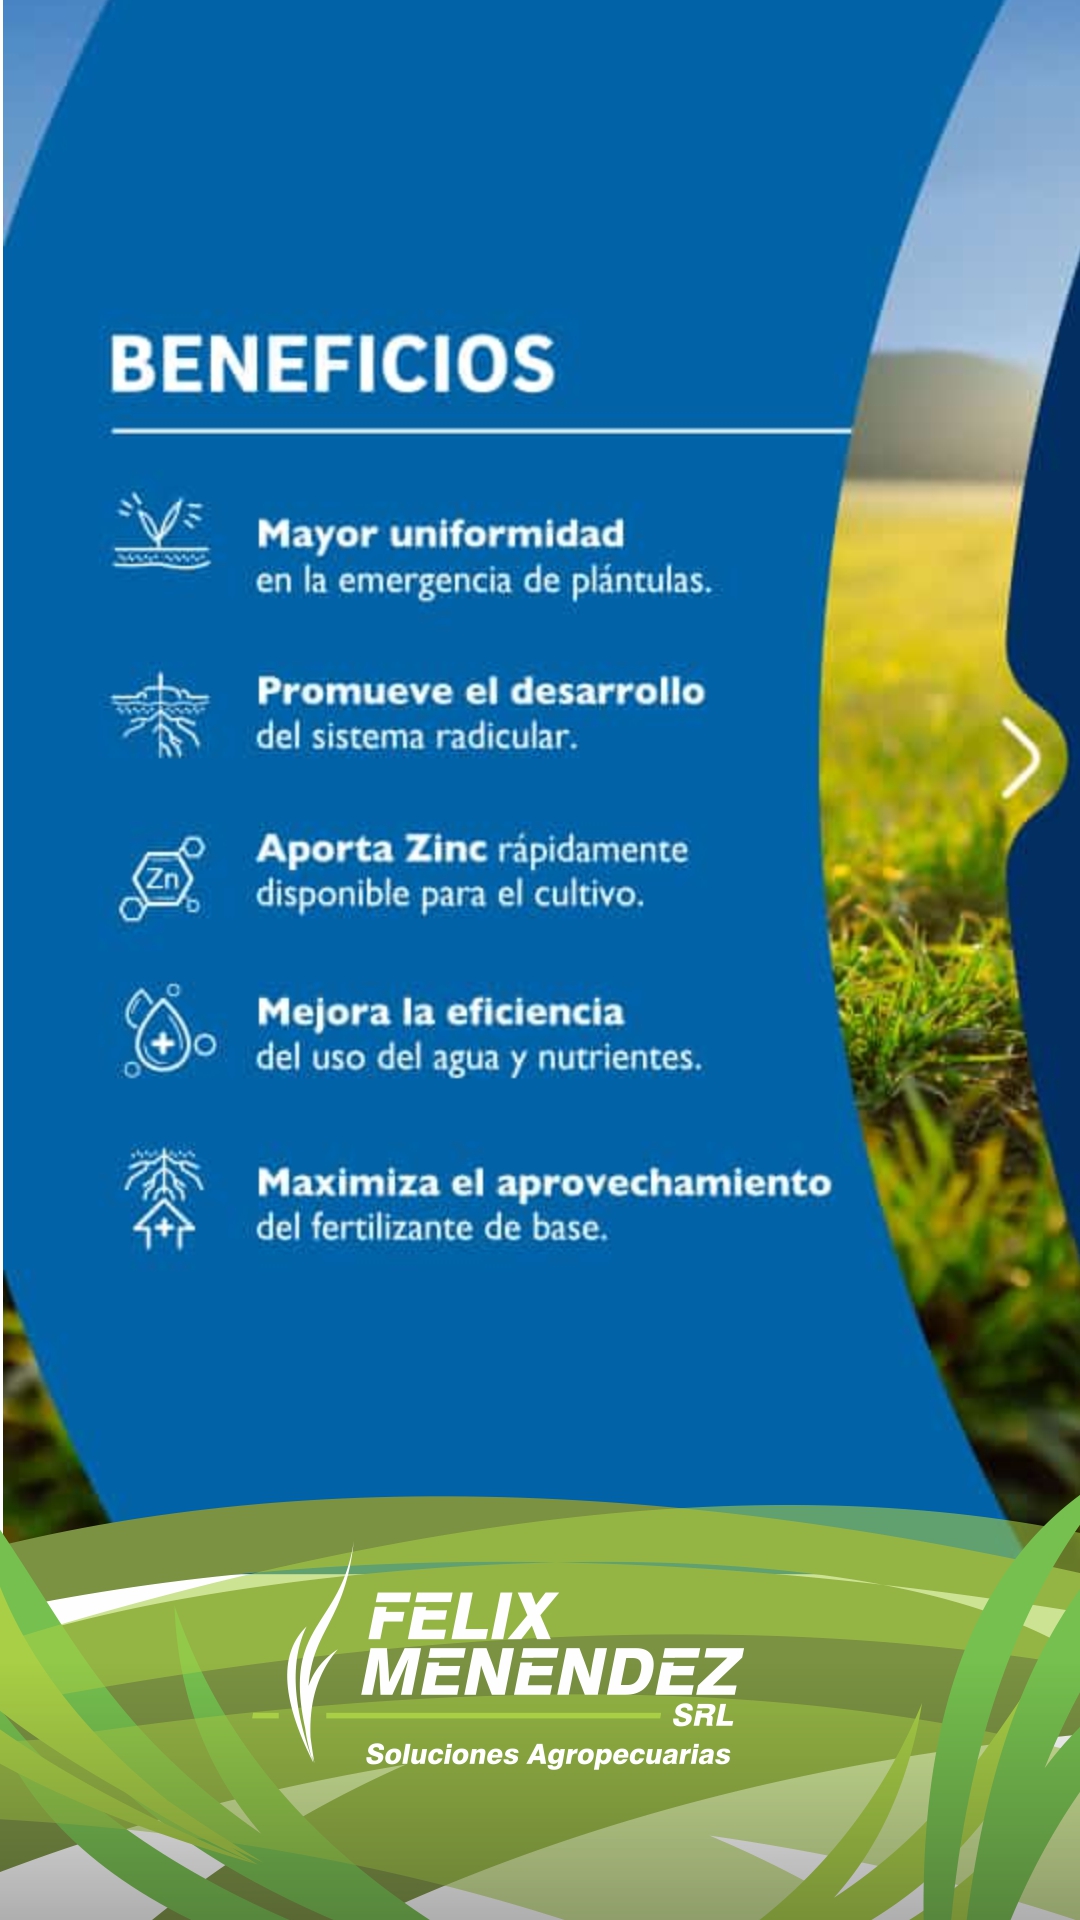 BENEFICIOS
Mayor uniformidad
en la emergencia de plántulas.
Promueve el desarrollo
del sistema radicular.
Zn
Aporta Zinc rápidamente
disponible para el cultivo.
Mejora la eficiencia
del uso del agua y nutrientes.
Maximiza el aprovechamiento
del fertilizante de base.
FELIX
MENENDEZ
SRL
Soluciones Agropecuarias